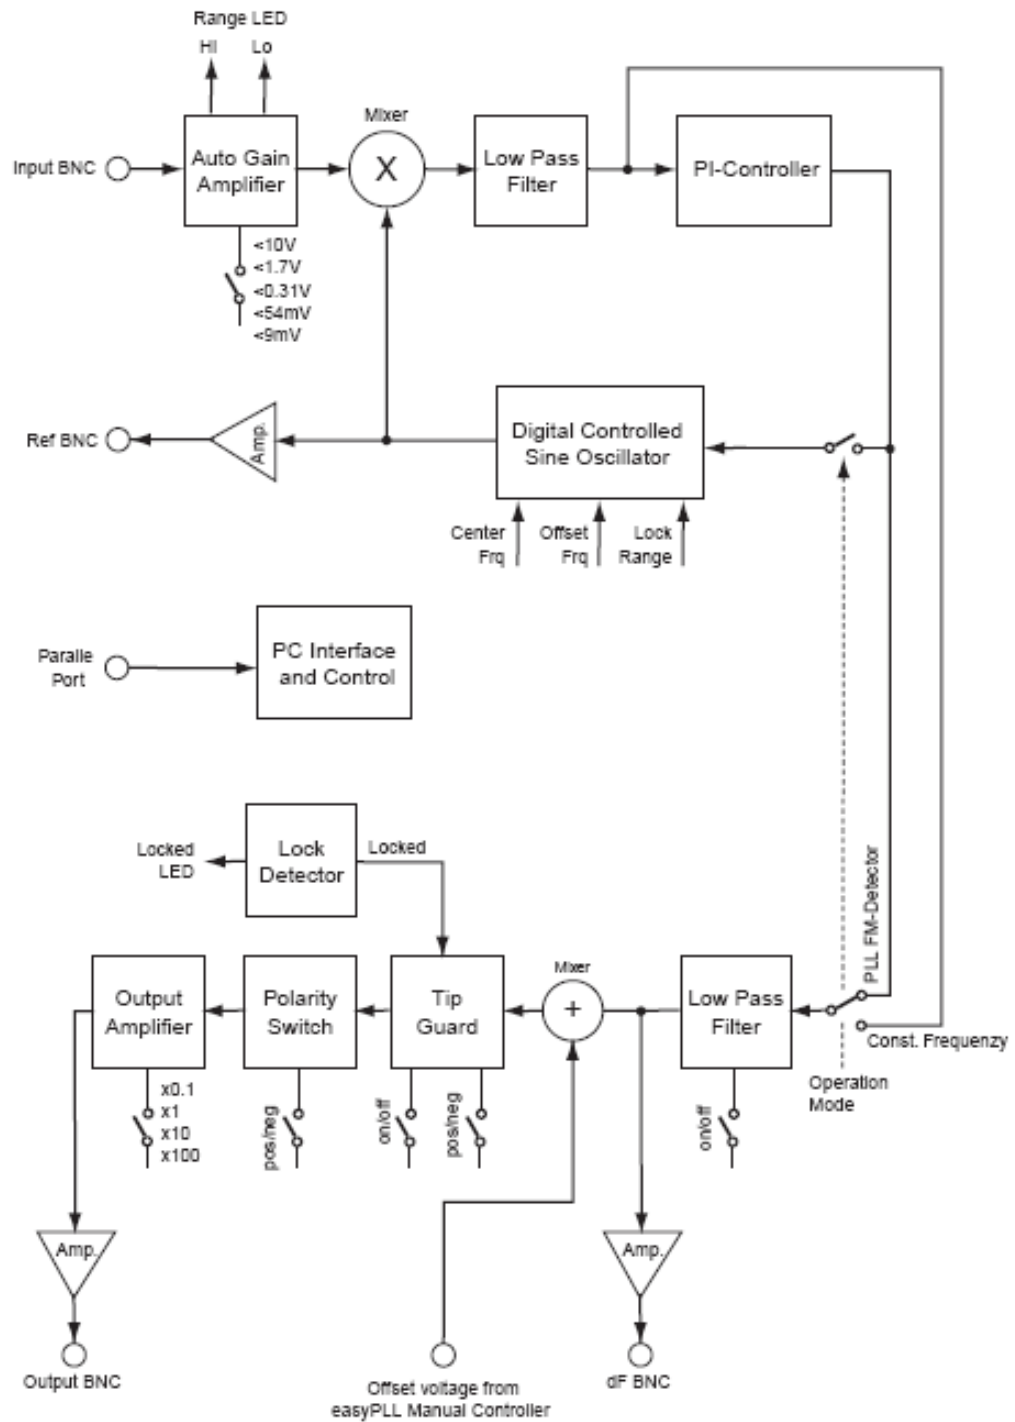 Range LED
Hi Lo
Mixer
Input BNC
Auto Gain
Amplifier
X
Low Pass
Filter
PI-Controller
<10V
<1.7V
<0.31V
<54mV
<9mV
Ref BNC
Amp.
Digital Controlled
Sine Oscillator
Center
Frq
Offset
Frq
Lock
Range
Paralle
Port
PC Interface
and Control
Locked
LED
Lock
Detector
Locked
PLL FM-Detector
Output
Amplifier
Polarity
Switch
Tip
Guard
Mixer
+
Low Pass
Filter
Const. Frequenzy
Operation
Mode
x0.1
x1
x10
x100
pos/neg
on/off
pos/neg
on/off
Amp.
Amp.
Output BNC
Offset voltage from
easyPLL Manual Controller
dF BNC